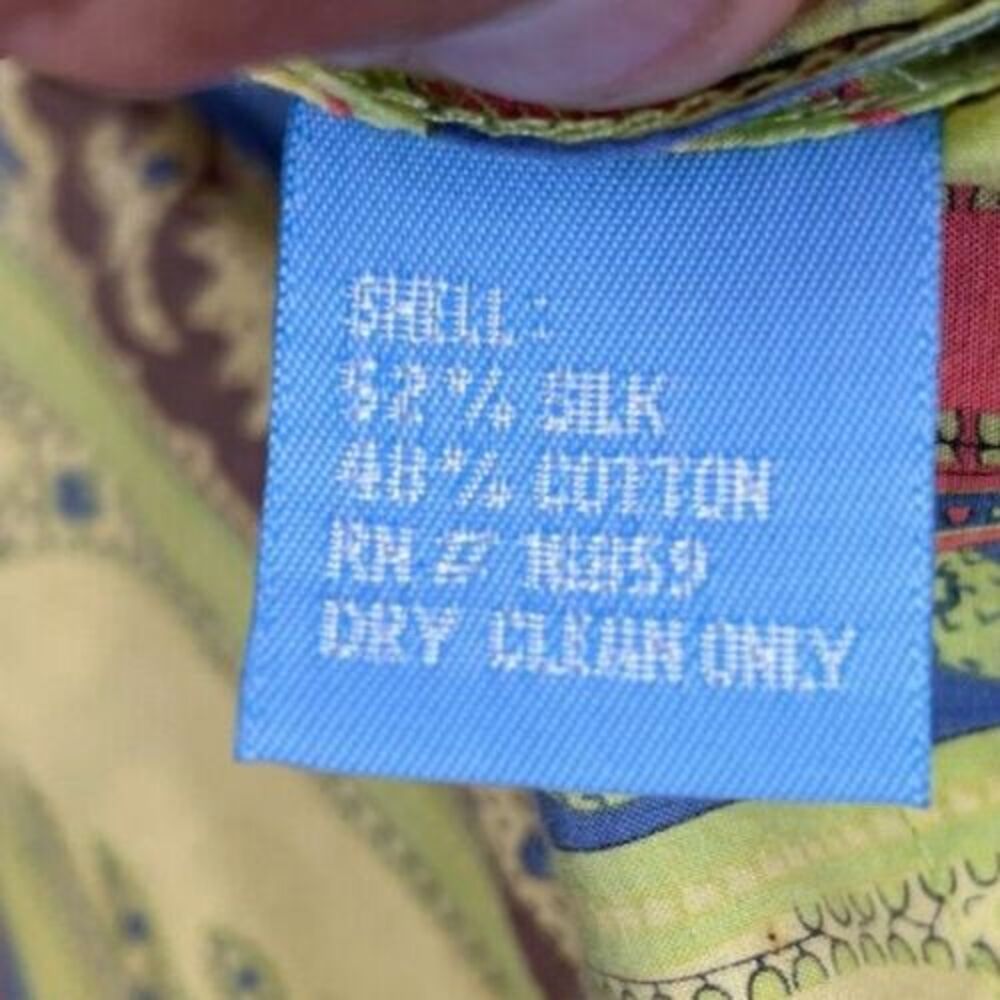 SHELL:
52% SILK
48% COTTON
RN #
DRY CLEAN ONLY